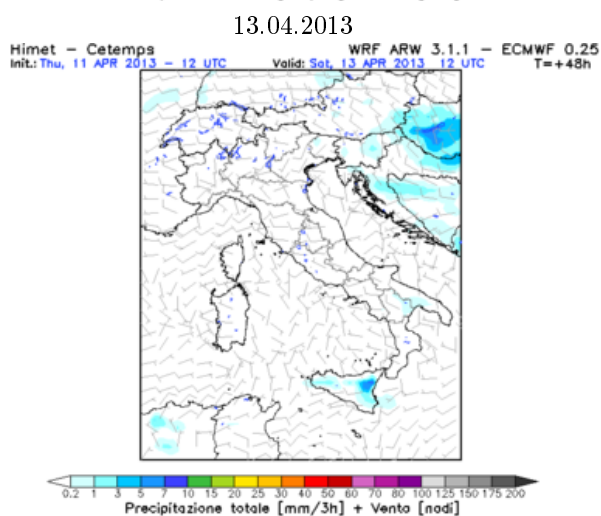 13.04.2013
Himet - Cetemps WRF ARW 3.1.1 - ECMWF 0.25
Init.: Thu, 11 APR 2013 - 12 UTC Valid: Sat, 13 APR 2013 12 UTC T=+48h
0.2 1 3 5 7 10 15 20 25 30 40 50 60 70 80 100 125 150 175 200
Precipitazione totale [mm/3h] + Vento [nodi]